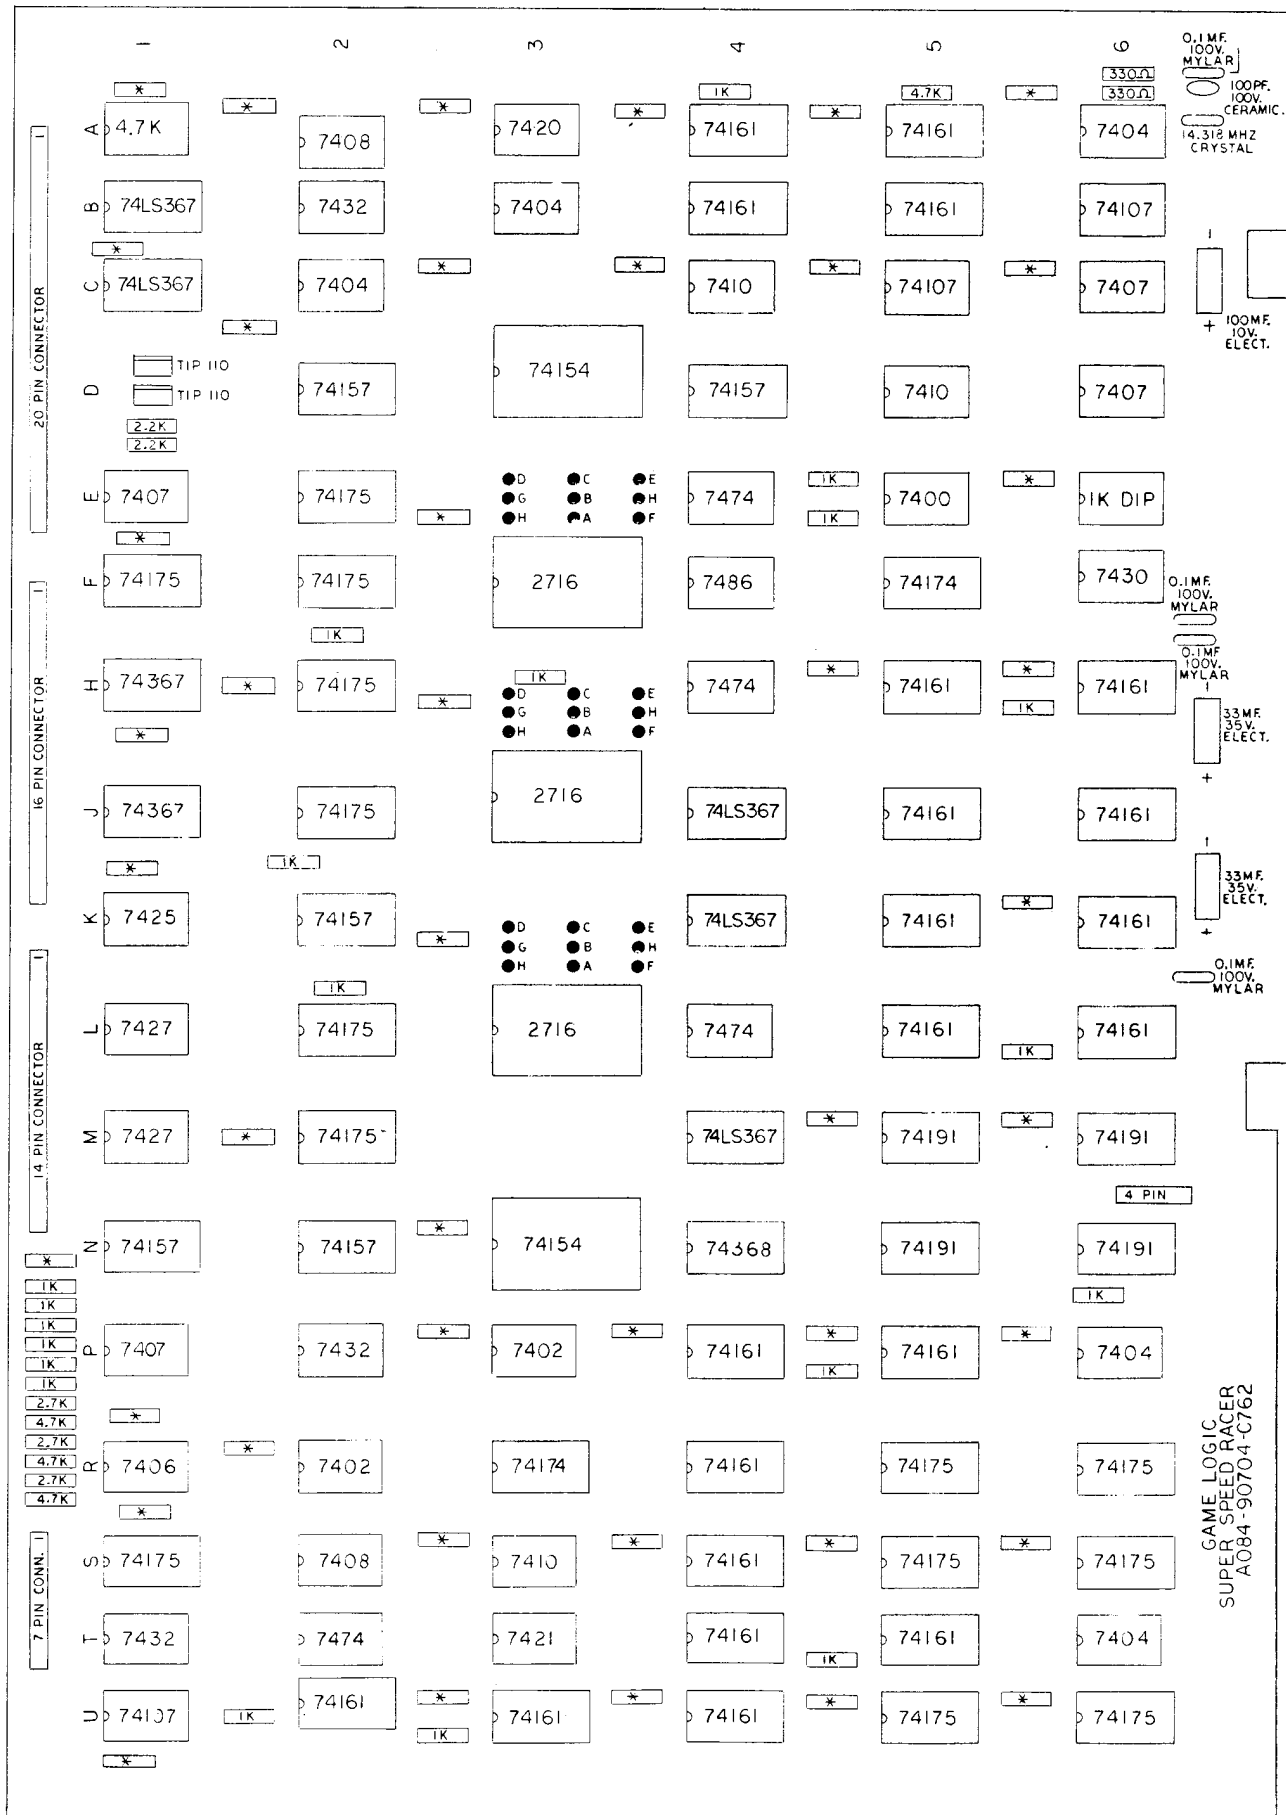 1 2 3 4 5 6
0.1MF.
100V.
MYLAR
* 1K 4.7K * 330Ω
330Ω
100PF.
100V.
CERAMIC.
* * * *
A 4.7K 7408 7420 74161 74161 7404
14.318 MHZ
CRYSTAL
B 74LS367 7432 7404 74161 74161 74107
* * * * *
C 74LS367 7404 7410 74107 7407
-
+ 100MF.
10V.
ELECT.
*
20 PIN CONNECTOR 1
TIP 110
TIP 110
D 74157 74154 74157 7410 7407
2.2K
2.2K
D C E
G B H
H A F
1K *
E 7407 74175 7474 7400 1K DIP
* 1K
*
F 74175 74175 2716 7486 74174 7430
0.1MF.
100V.
MYLAR
0.1MF
100V.
MYLAR
1K
1K * *
H 74367 * 74175 7474 74161 74161
D C E
G B H
H A F
* 1K
*
-
33MF.
35V.
ELECT.
+
16 PIN CONNECTOR 1
J 74367 74175 2716 74LS367 74161 74161
* 1K
-
33MF.
35V.
ELECT.
+
K 7425 74157 74LS367 74161 * 74161
*
D C E
G B H
H A F
0.1MF.
100V.
MYLAR
1K
L 7427 74175 2716 7474 74161 74161
1K
14 PIN CONNECTOR 1
* *
M 7427 * 74175 74LS367 74191 74191
4 PIN
*
N 74157 74157 74154 74368 74191 74191
*
1K
1K
1K
1K
1K
1K
1K
2.7K
4.7K
2.7K
4.7K
2.7K
4.7K
* * * *
P 7407 7432 7402 74161 74161 7404
1K
*
*
R 7406 7402 74174 74161 74175 74175
*
GAME LOGIC
SUPER SPEED RACER
A084-90704-C762
7 PIN CONN. 1
* * * *
S 74175 7408 7410 74161 74175 74175
T 7432 7474 7421 74161 74161 7404
1K
* * * *
U 74107 1K 74161 74161 74161 74175 74175
1K
*